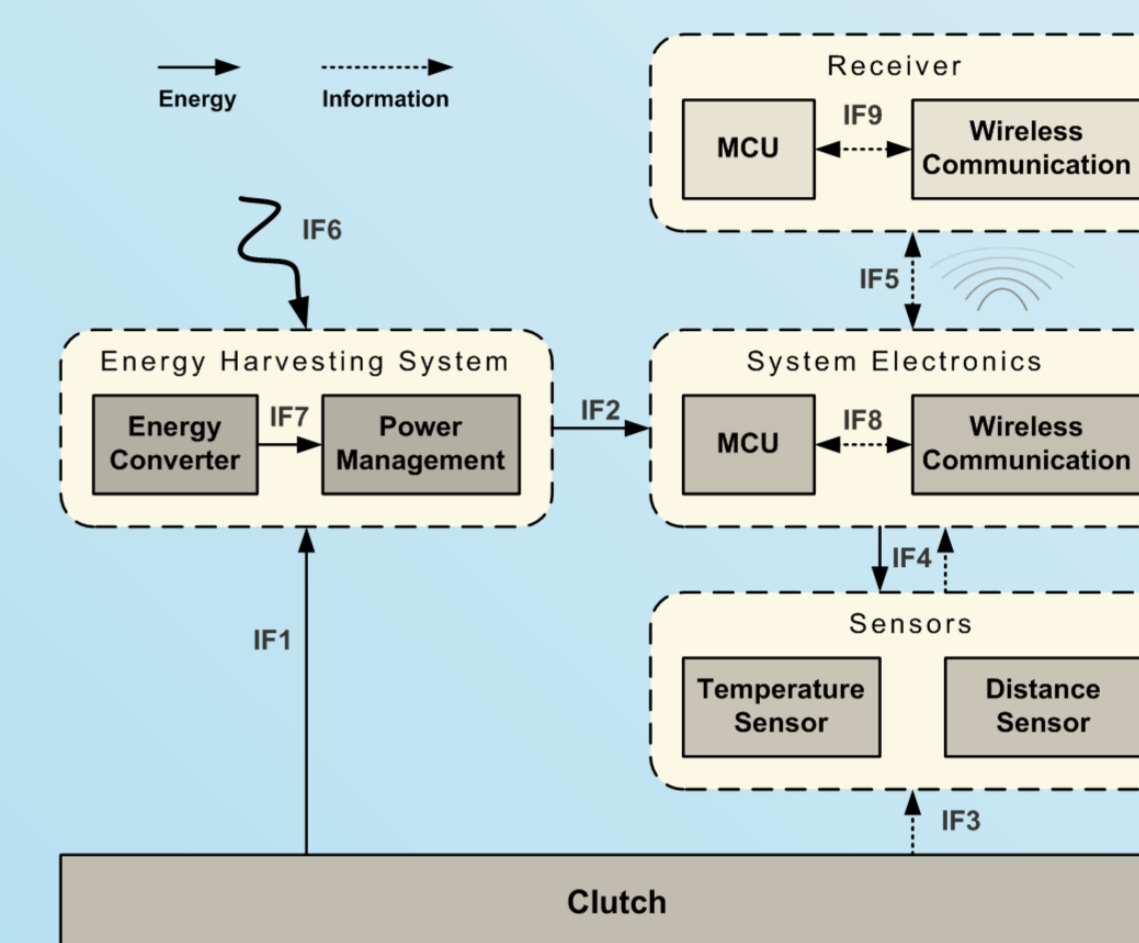 Energy
Information
Receiver
MCU
IF9
Wireless
Communication
IF6
IF5
Energy Harvesting System
Energy
Converter
IF7
Power
Management
IF2
System Electronics
MCU
IF8
Wireless
Communication
IF4
IF1
Sensors
Temperature
Sensor
Distance
Sensor
IF3
Clutch